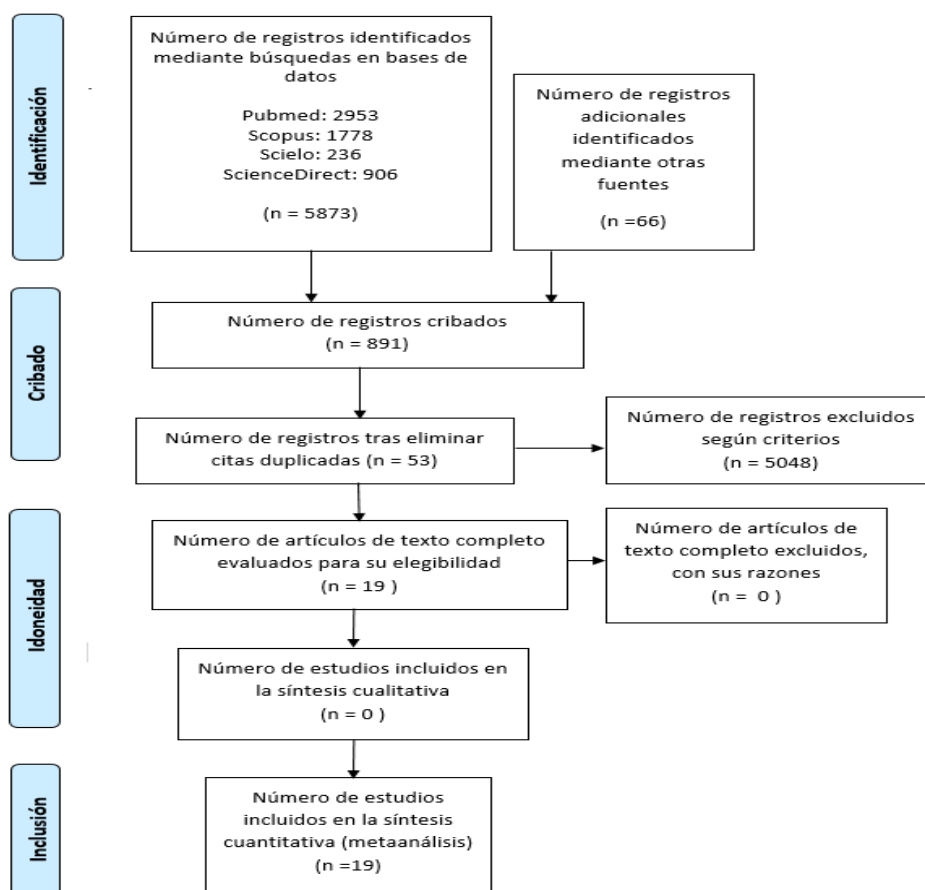 Identificación
Número de registros identificados
mediante búsquedas en bases de
datos
Pubmed: 2953
Scopus: 1778
Scielo: 236
ScienceDirect: 906
(n = 5873)
Número de registros
adicionales
identificados
mediante otras
fuentes
(n =66)
Cribado
Número de registros cribados
(n = 891)
Número de registros tras eliminar
citas duplicadas (n = 53)
Número de registros excluidos
según criterios
(n = 5048)
Idoneidad
Número de artículos de texto completo
evaluados para su elegibilidad
(n = 19 )
Número de artículos de
texto completo excluidos,
con sus razones
(n =  0 )
Número de estudios incluidos en
la síntesis cualitativa
(n = 0 )
Inclusión
Número de estudios
incluidos en la síntesis
cuantitativa (metaanálisis)
(n =19)